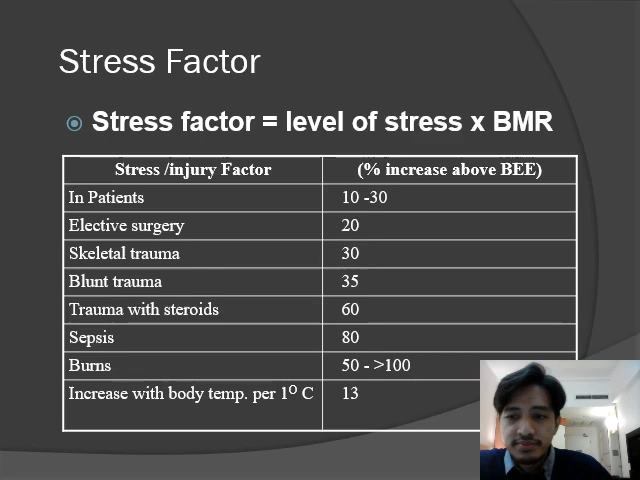 Stress Factor
Stress factor = level of stress x BMR
Stress /injury Factor (% increase above BEE)
In Patients 10 -30
Elective surgery 20
Skeletal trauma 30
Blunt trauma 35
Trauma with steroids 60
Sepsis 80
Burns 50 - >100
Increase with body temp. per 1⁰ C 13